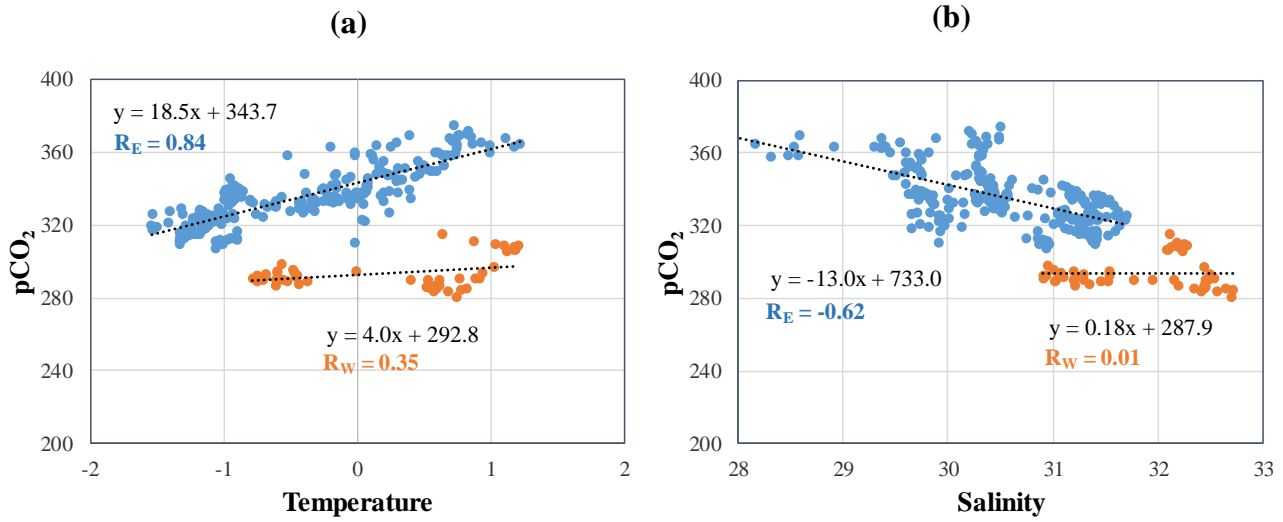 (a)
400
360
320
280
240
200
pCO2
y = 18.5x + 343.7
RE = 0.84
y = 4.0x + 292.8
RW = 0.35
-2 -1 0 1 2
Temperature
(b)
400
360
320
280
240
200
pCO2
y = -13.0x + 733.0
RE = -0.62
y = 0.18x + 287.9
RW = 0.01
28 29 30 31 32 33
Salinity